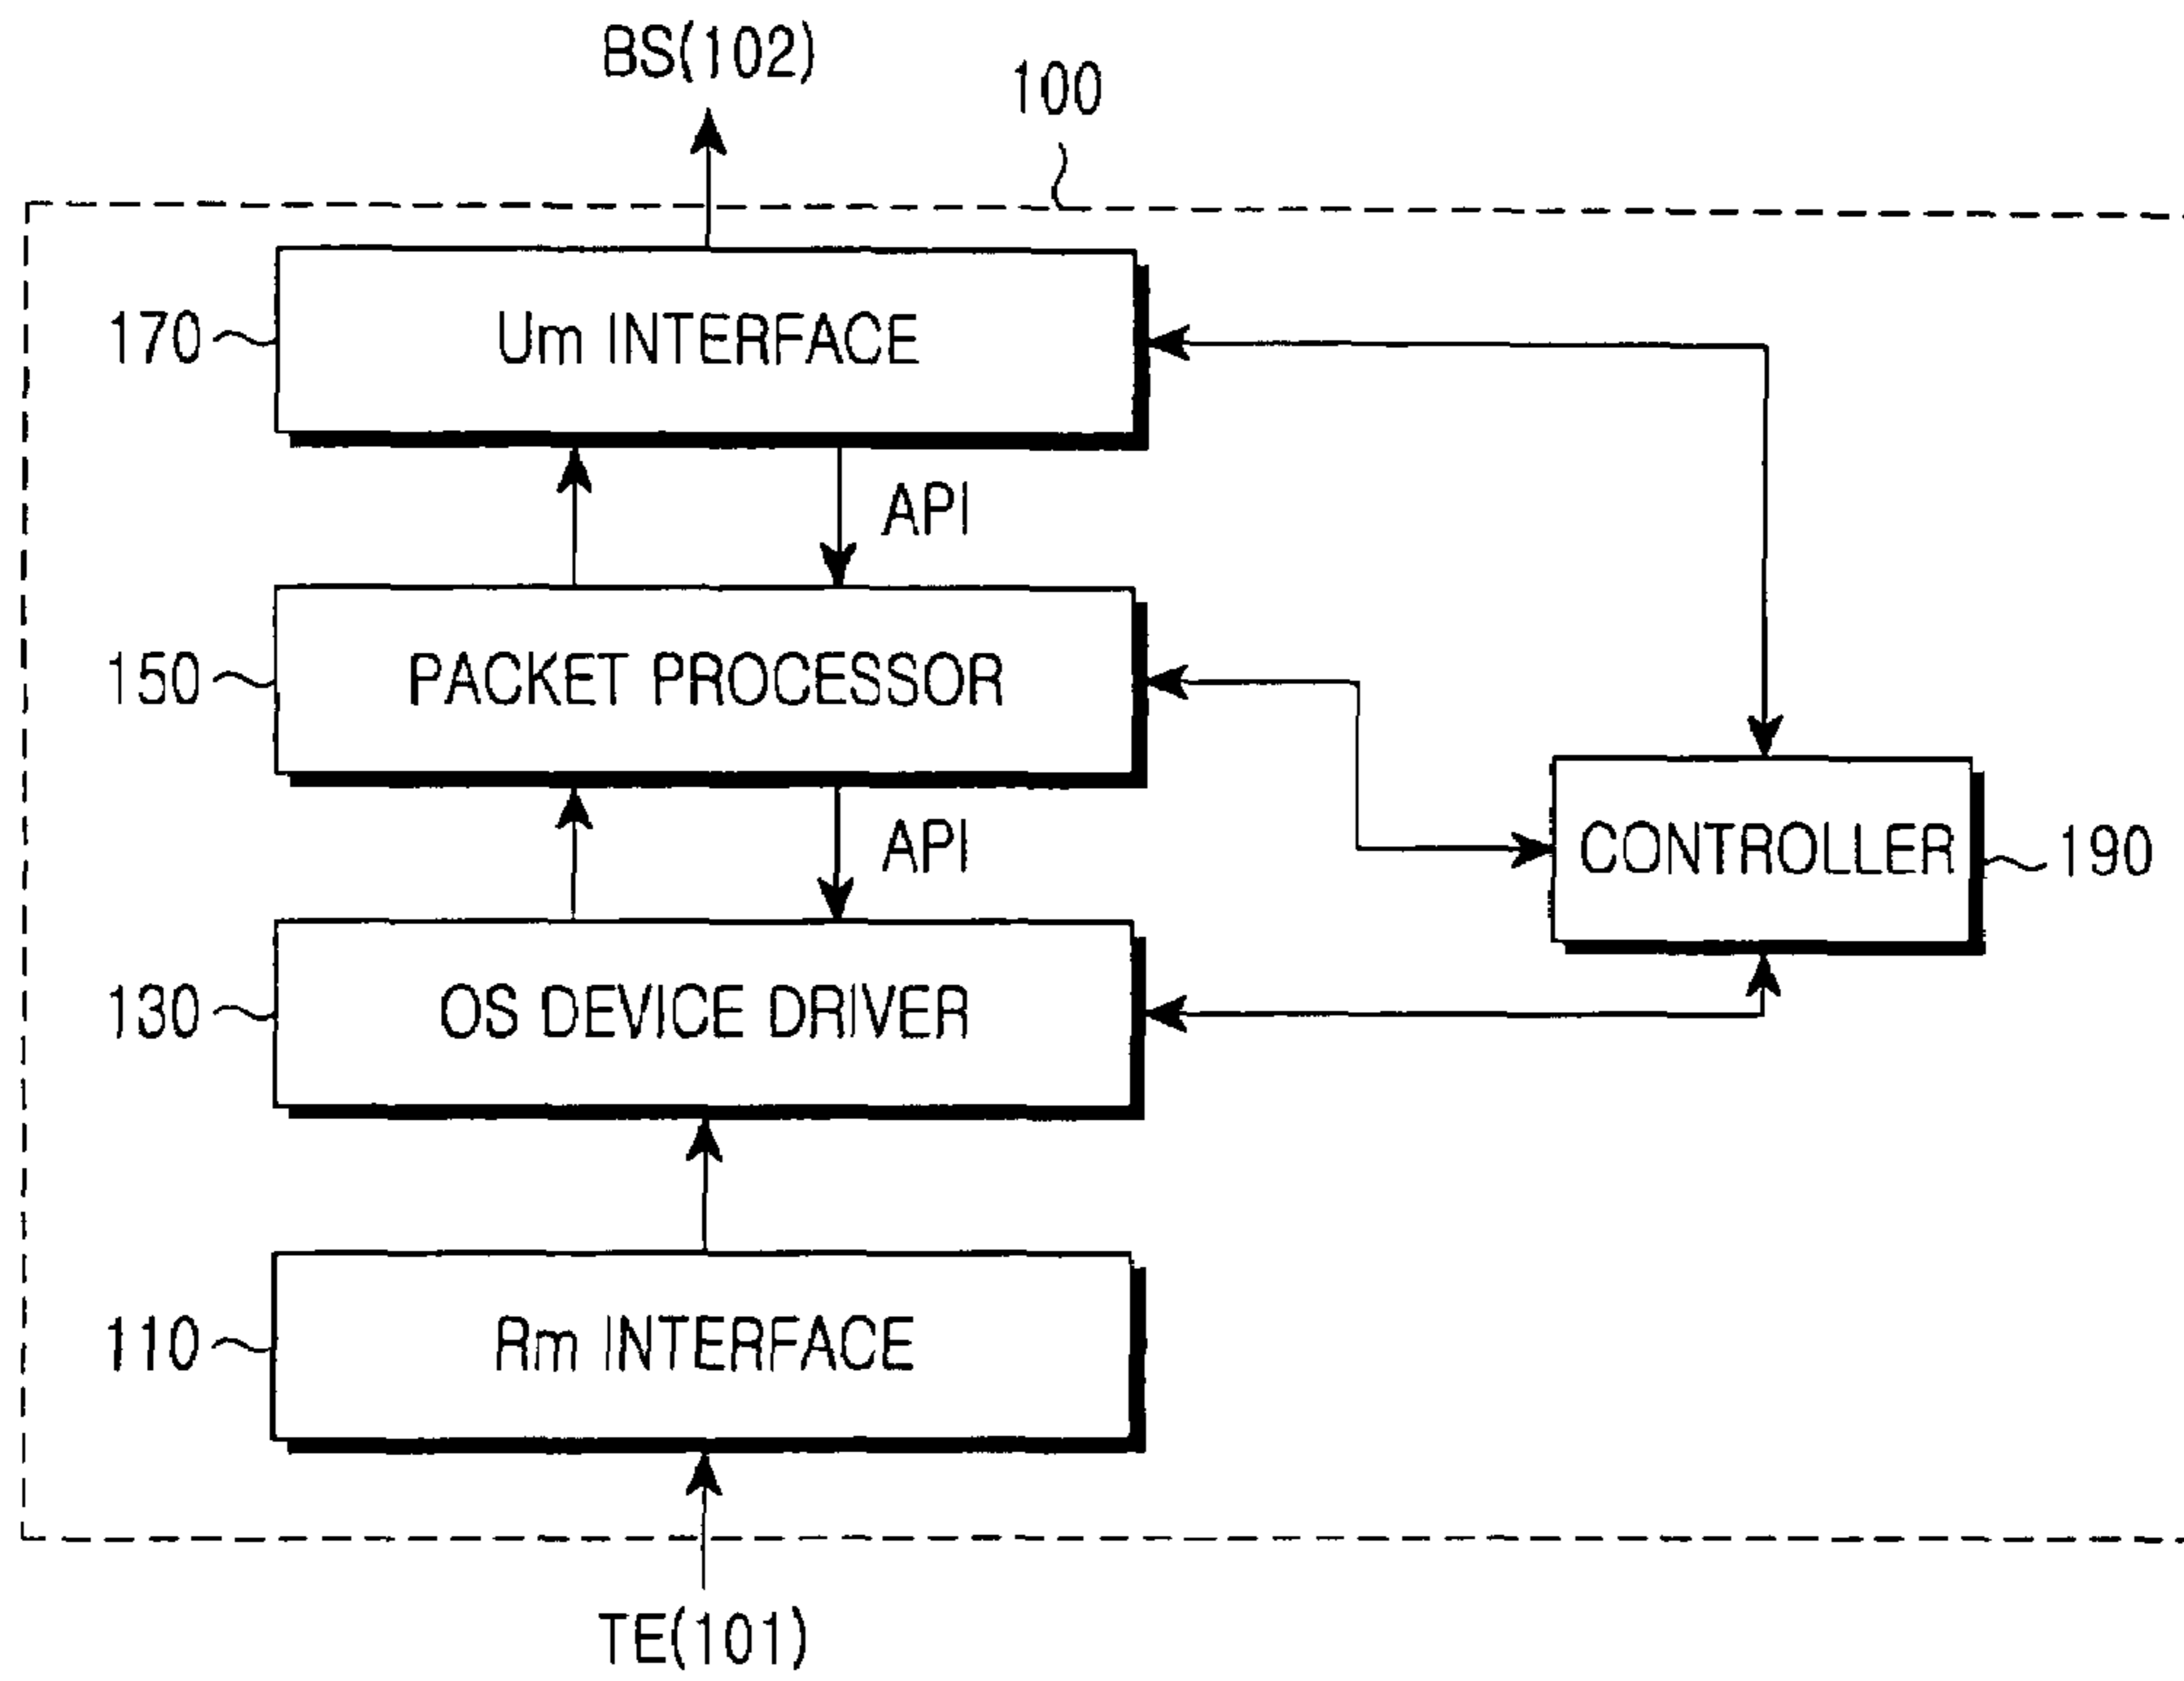 BS(102)
100
170
Um INTERFACE
API
150
PACKET PROCESSOR
API
CONTROLLER
190
130
OS DEVICE DRIVER
110
Rm INTERFACE
TE(101)